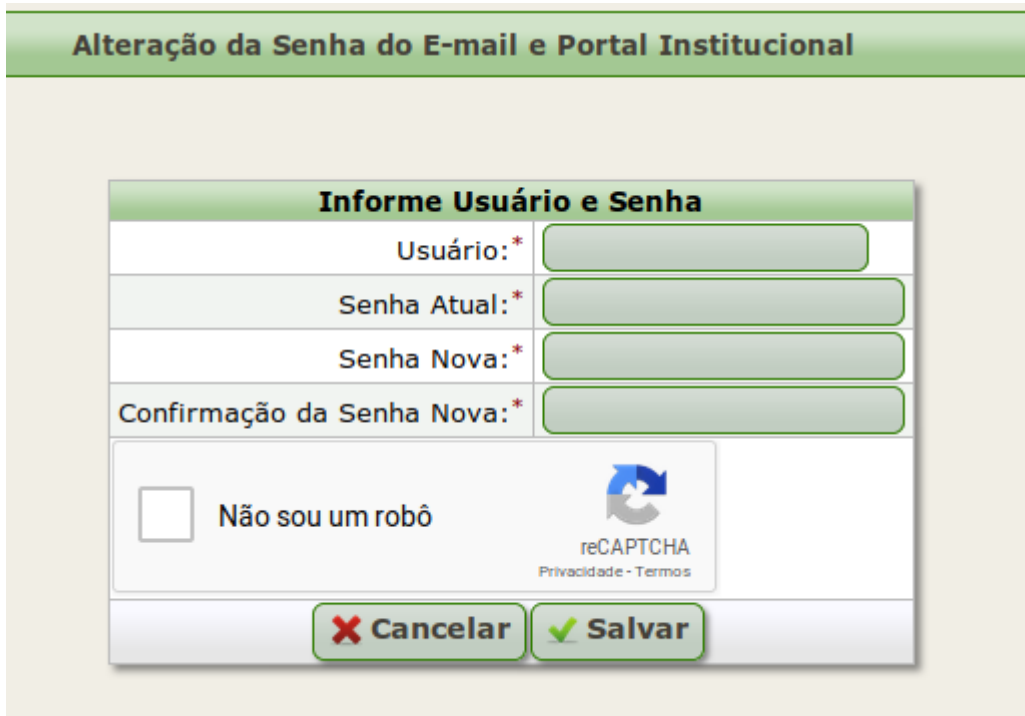 Alteração da Senha do E-mail e Portal Institucional
Informe Usuário e Senha
Usuário:*
Senha Atual:*
Senha Nova:*
Confirmação da Senha Nova:*
Não sou um robô
reCAPTCHA
Privacidade - Termos
Cancelar Salvar